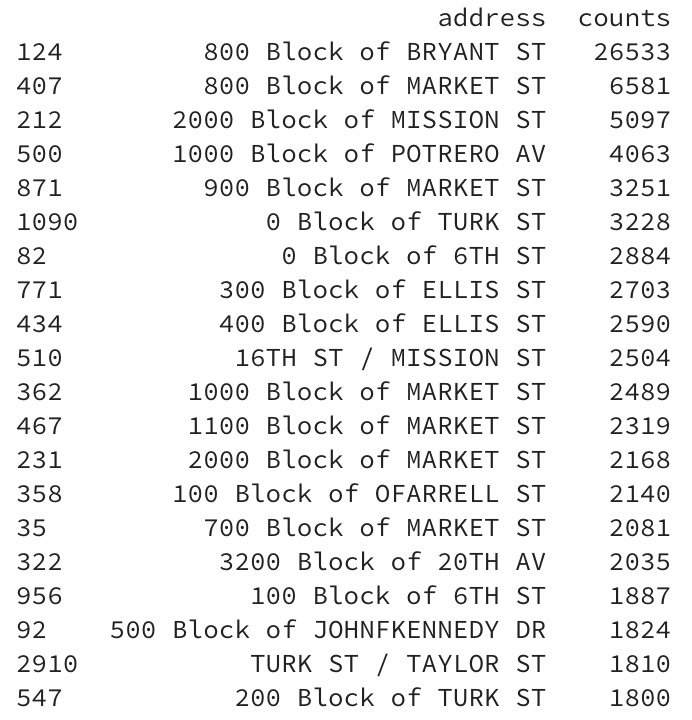 address counts
124 800 Block of BRYANT ST 26533
407 800 Block of MARKET ST 6581
212 2000 Block of MISSION ST 5097
500 1000 Block of POTRERO AV 4063
871 900 Block of MARKET ST 3251
1090 0 Block of TURK ST 3228
82 0 Block of 6TH ST 2884
771 300 Block of ELLIS ST 2703
434 400 Block of ELLIS ST 2590
510 16TH ST / MISSION ST 2504
362 1000 Block of MARKET ST 2489
467 1100 Block of MARKET ST 2319
231 2000 Block of MARKET ST 2168
358 100 Block of OFARRELL ST 2140
35 700 Block of MARKET ST 2081
322 3200 Block of 20TH AV 2035
956 100 Block of 6TH ST 1887
92 500 Block of JOHNFKENNEDY DR 1824
2910 TURK ST / TAYLOR ST 1810
547 200 Block of TURK ST 1800